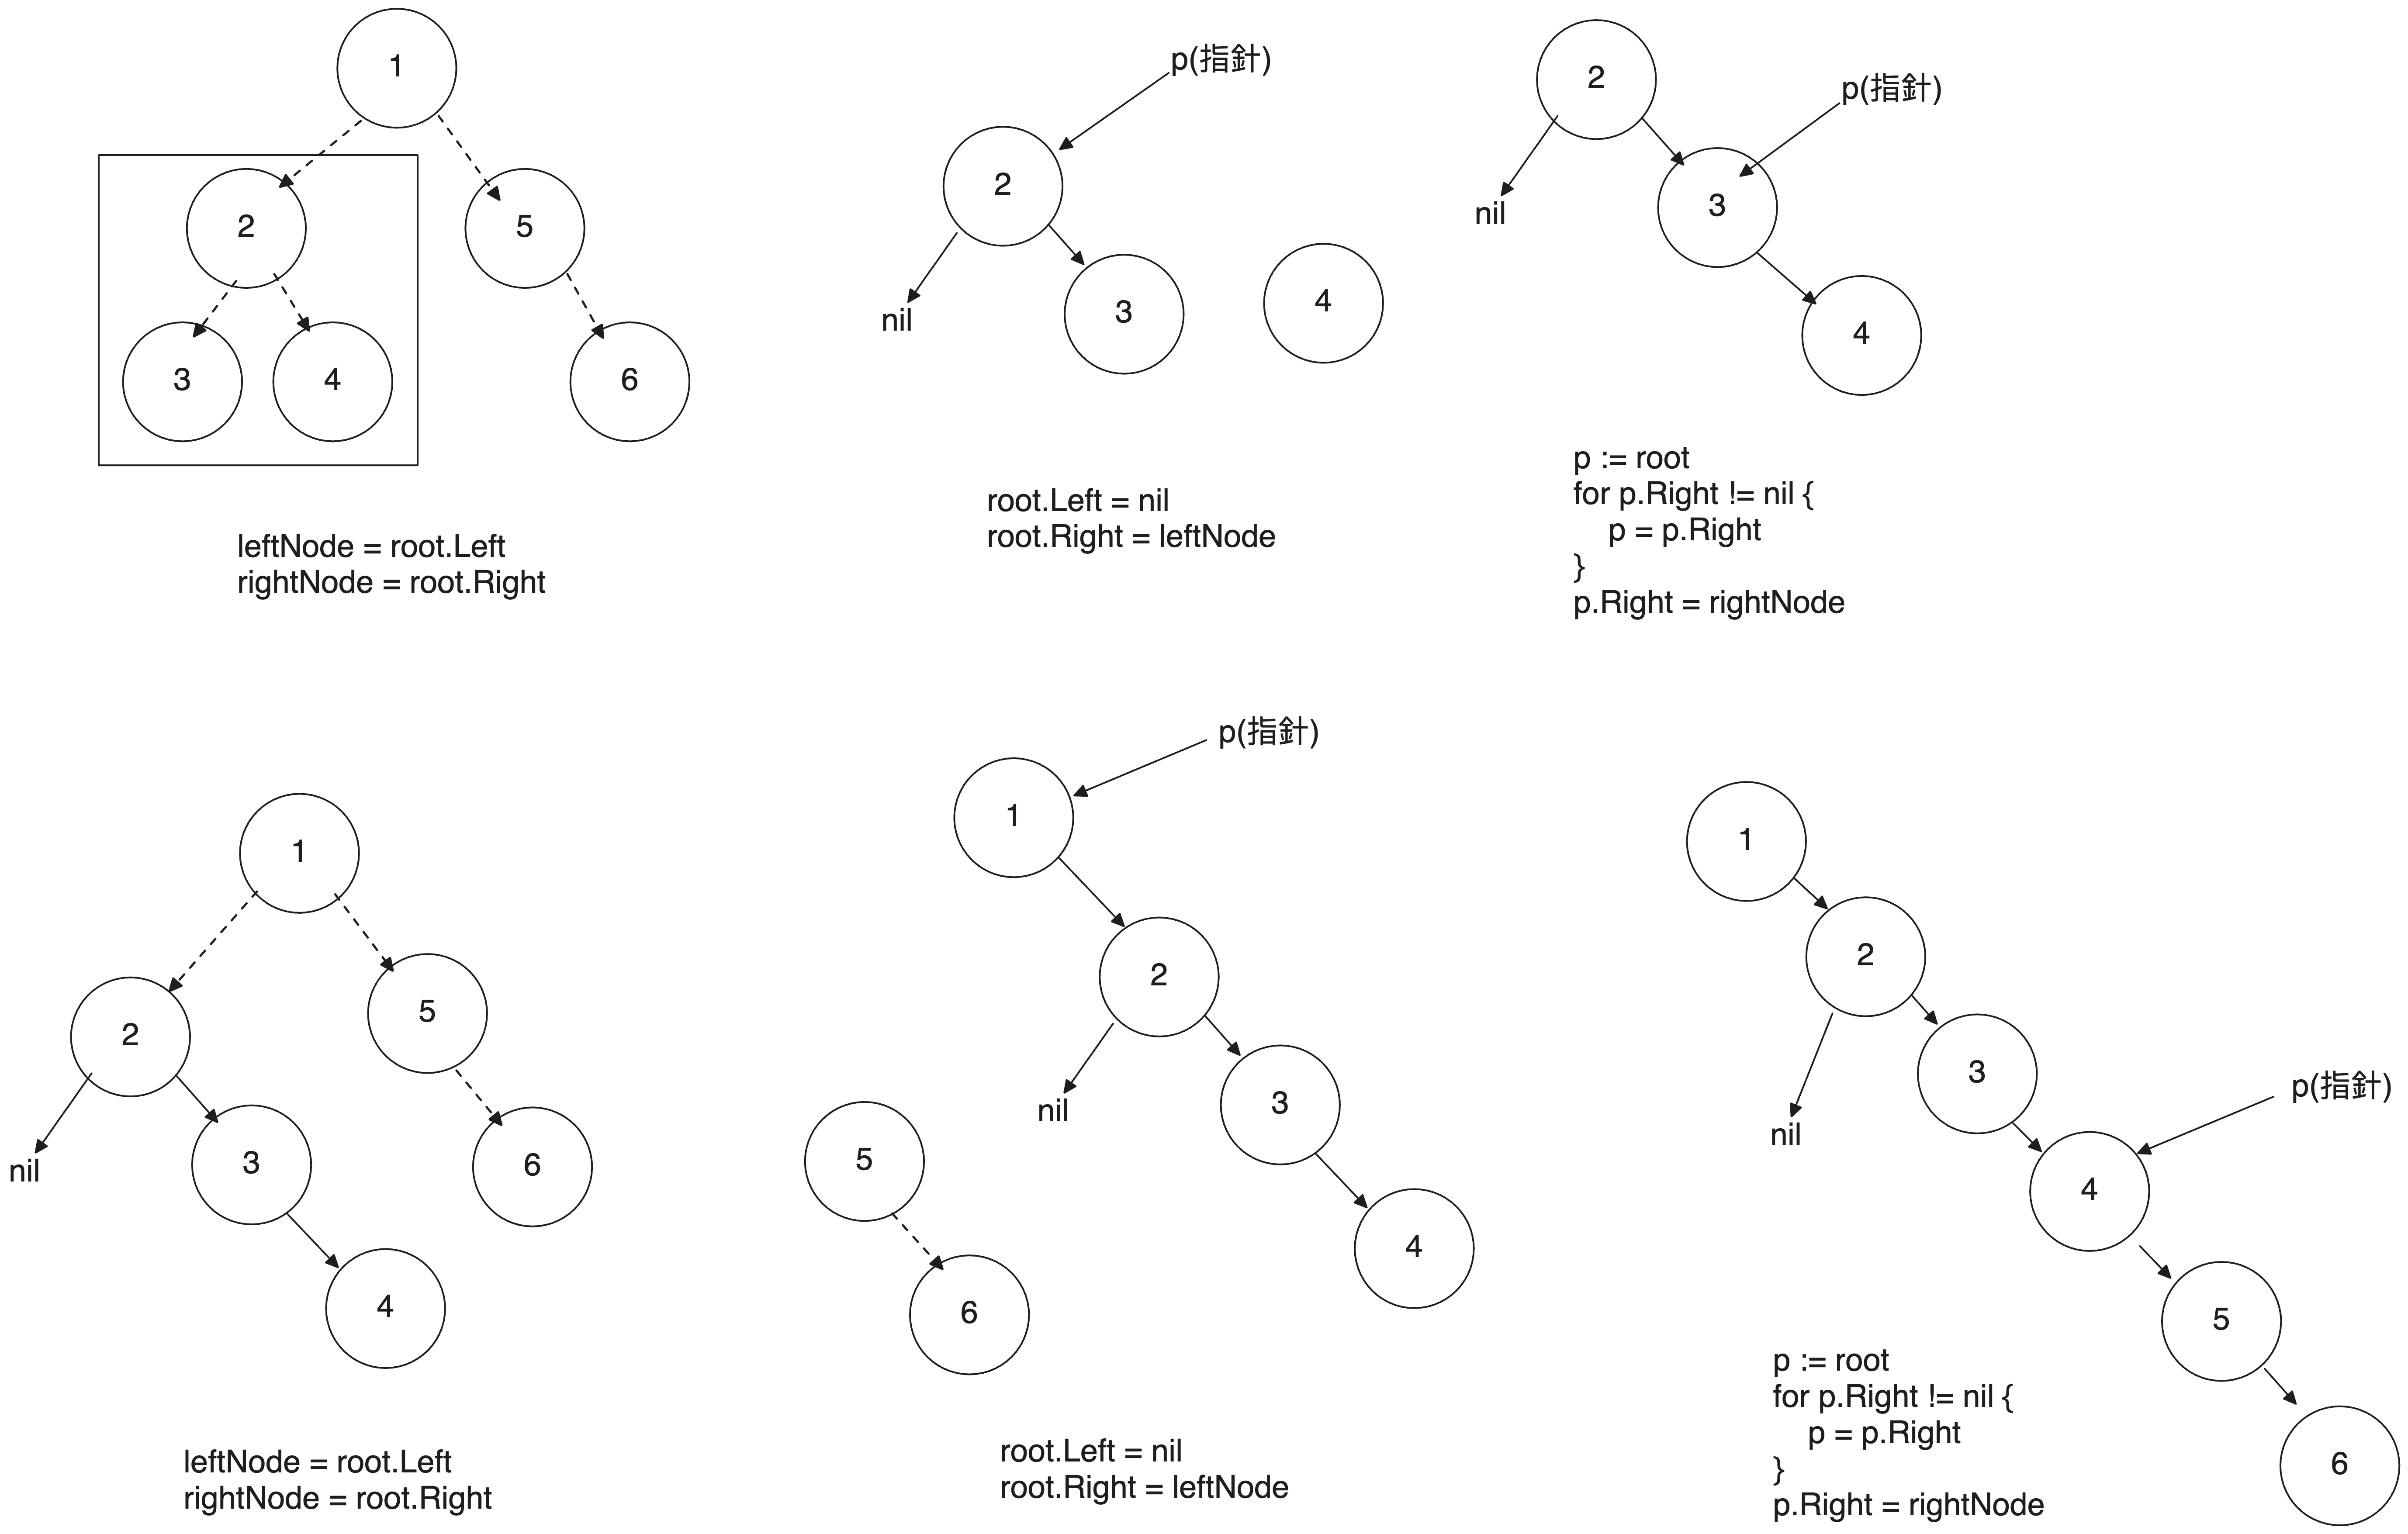 1
2
5
3
4
6
leftNode = root.Left
rightNode = root.Right
p(指針)
2
3
4
nil
root.Left = nil
root.Right = leftNode
2
p(指針)
nil
3
4
p := root
for p.Right != nil {
p = p.Right
}
p.Right = rightNode
1
2
5
nil
3
6
4
leftNode = root.Left
rightNode = root.Right
p(指針)
1
2
nil
3
5
4
6
root.Left = nil
root.Right = leftNode
1
2
3
nil
p(指針)
4
5
6
p := root
for p.Right != nil {
p = p.Right
}
p.Right = rightNode